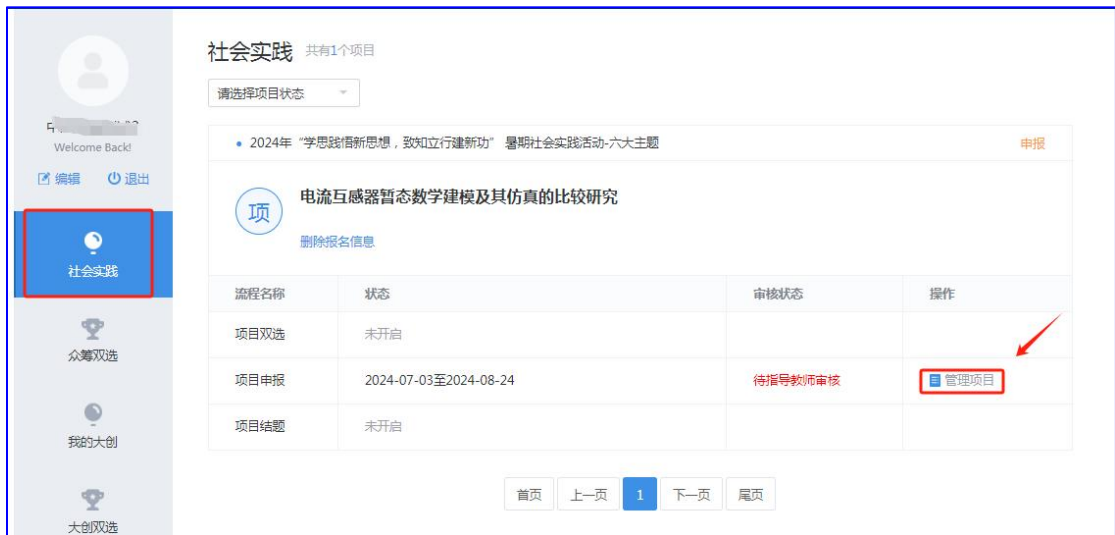 社会实践 共有1个项目
请选择项目状态
Welcome Back!
编辑 退出
社会实践
众筹双选
我的大创
大创双选
2024年“学思践悟新思想，致知立行建新功” 暑期社会实践活动-六大主题 申报
项 电流互感器暂态数学建模及其仿真的比较研究
删除报名信息
流程名称 状态 审核状态 操作
项目双选 未开启
项目申报 2024-07-03至2024-08-24 待指导教师审核 管理项目
项目结题 未开启
首页 上一页 1 下一页 尾页